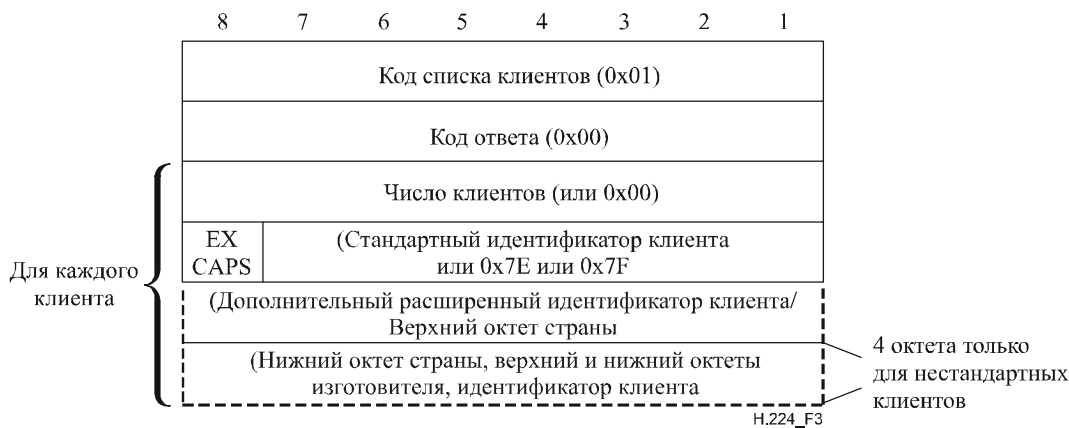 8 7 6 5 4 3 2 1
Код списка клиентов (0x01)
Код ответа (0x00)
Число клиентов (или 0x00)
EX
CAPS
(Стандартный идентификатор клиента
или 0x7E или 0x7F
Для каждого
клиента
(Дополнительный расширенный идентификатор клиента/
Верхний октет страны
(Нижний октет страны, верхний и нижний октеты
изготовителя, идентификатор клиента
4 октета только
для нестандартных
клиентов
H.224_F3